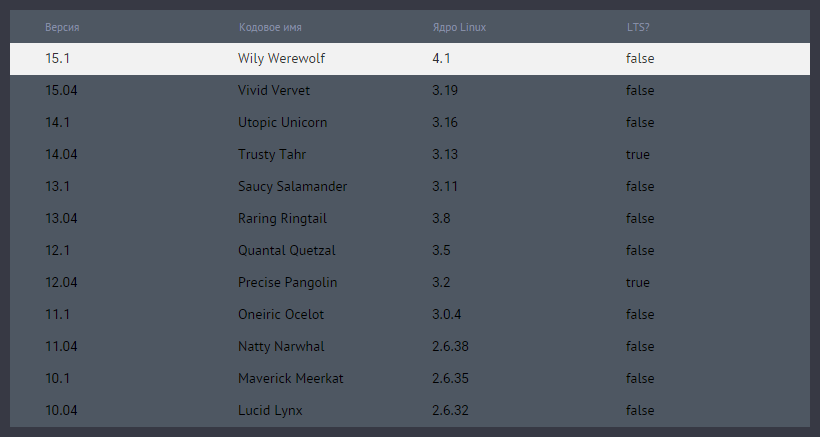 Версия Кодовое имя Ядро Linux LTS?
15.1 Wily Werewolf 4.1 false
15.04 Vivid Vervet 3.19 false
14.1 Utopic Unicorn 3.16 false
14.04 Trusty Tahr 3.13 true
13.1 Saucy Salamander 3.11 false
13.04 Raring Ringtail 3.8 false
12.1 Quantal Quetzal 3.5 false
12.04 Precise Pangolin 3.2 true
11.1 Oneiric Ocelot 3.0.4 false
11.04 Natty Narwhal 2.6.38 false
10.1 Maverick Meerkat 2.6.35 false
10.04 Lucid Lynx 2.6.32 false